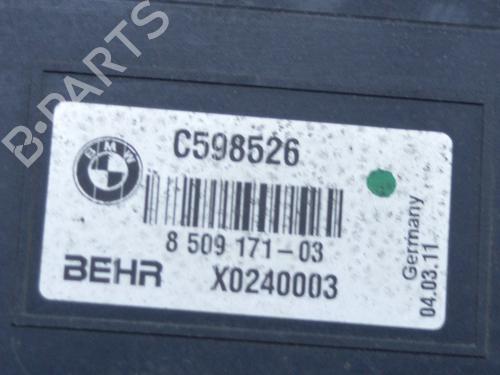 B-PARTS
BMW
C598526
8 509 171-03
BEHR
X0240003
Germany
04.03.11